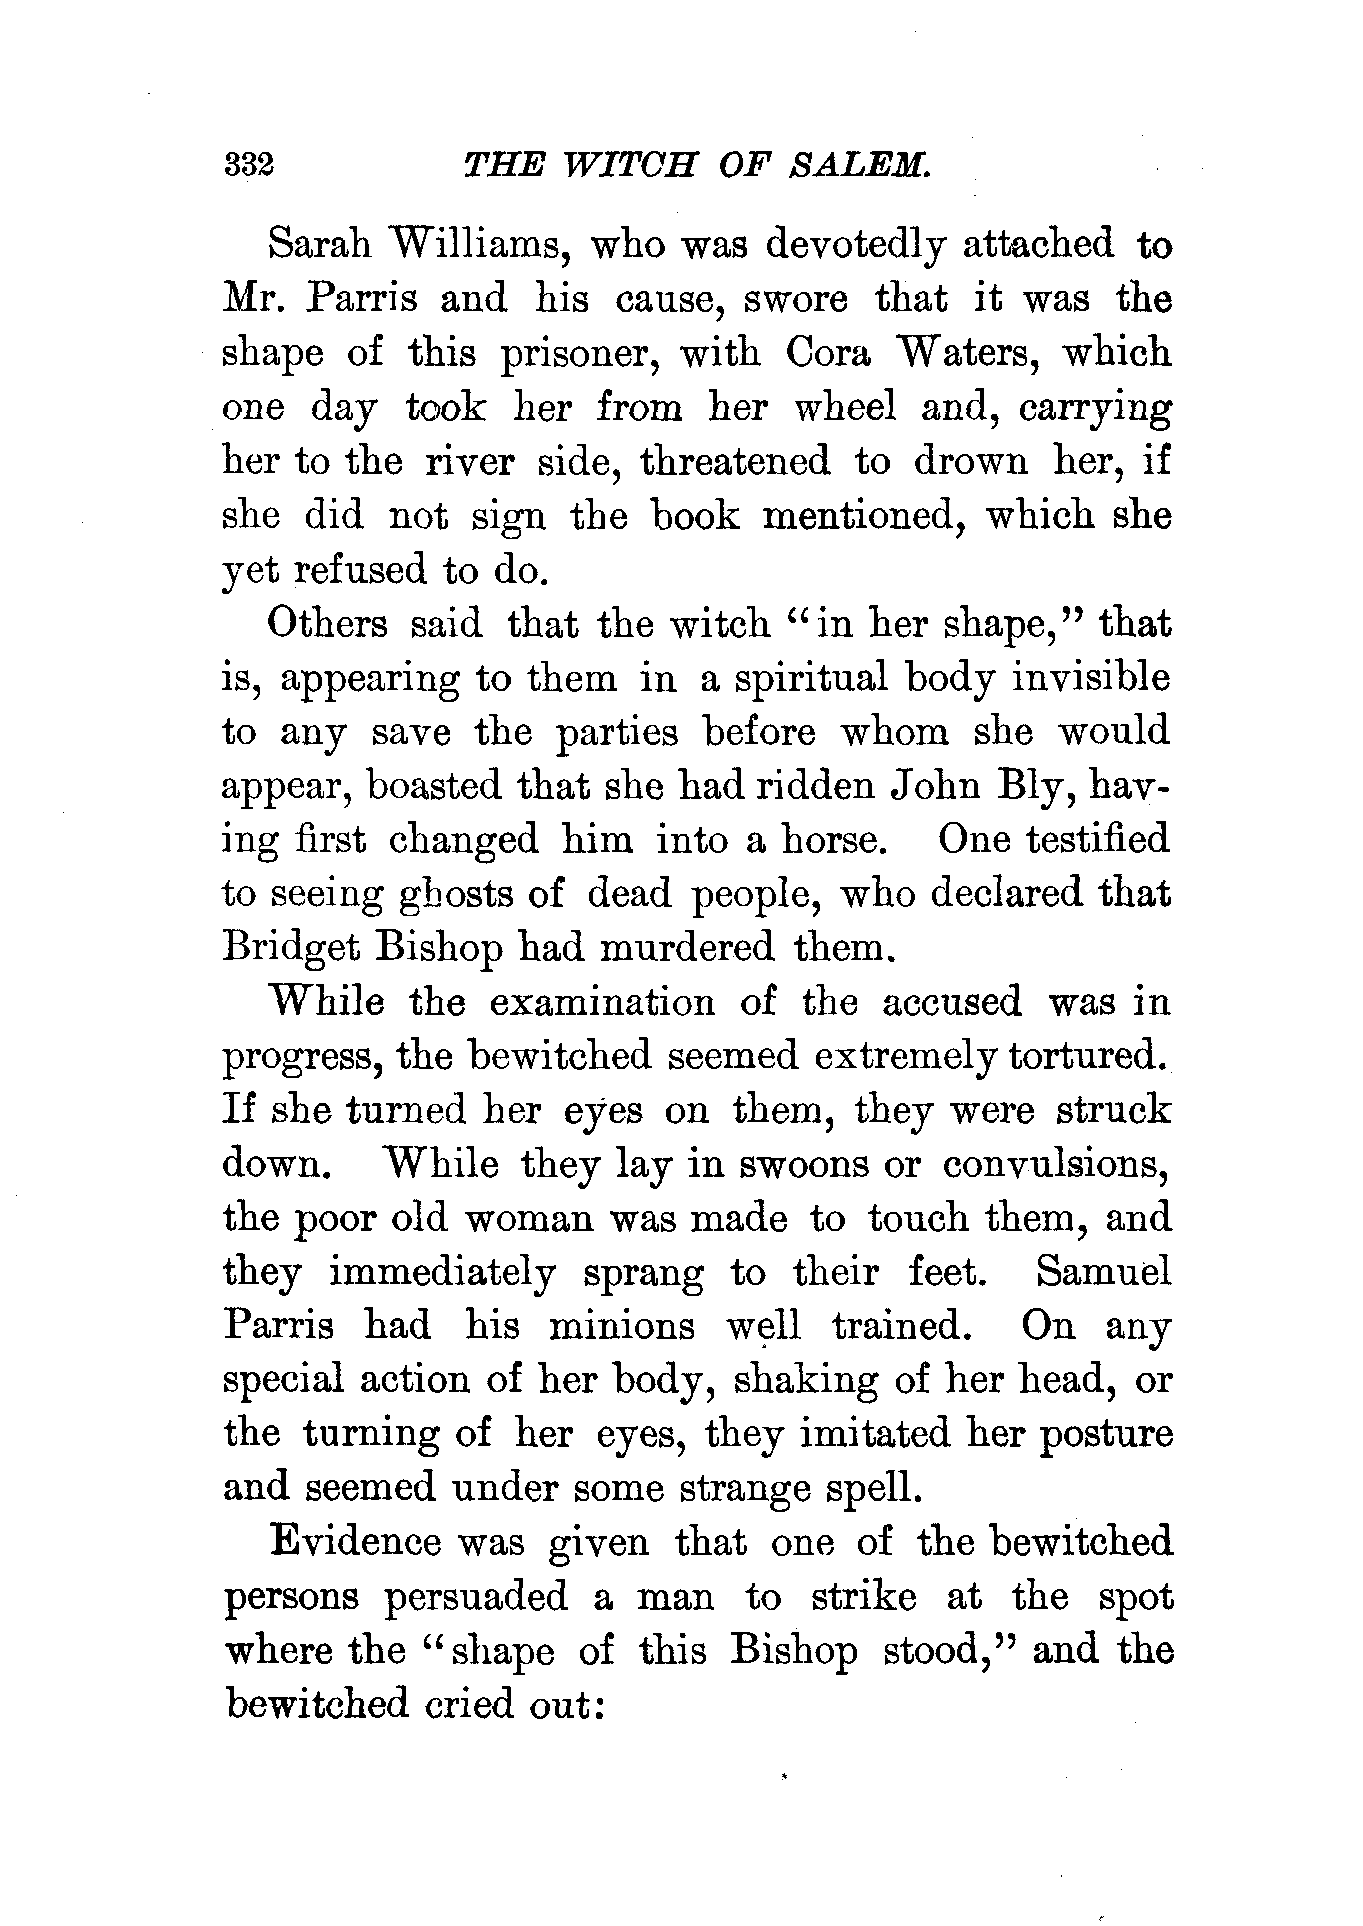 332 THE WITCH OF SALEM.
Sarah Williams, who was devotedly attached to
Mr. Parris and his cause, swore that it was the
shape of this prisoner, with Cora Waters, which
one day took her from her wheel and, carrying
her to the river side, threatened to drown her, if
she did not sign the book mentioned, which she
yet refused to do.
Others said that the witch “in her shape,” that
is, appearing to them in a spiritual body invisible
to any save the parties before whom she would
appear, boasted that she had ridden John Bly, hav-
ing first changed him into a horse. One testified
to seeing ghosts of dead people, who declared that
Bridget Bishop had murdered them.
While the examination of the accused was in
progress, the bewitched seemed extremely tortured.
If she turned her eyes on them, they were struck
down. While they lay in swoons or convulsions,
the poor old woman was made to touch them, and
they immediately sprang to their feet. Samuel
Parris had his minions well trained. On any
special action of her body, shaking of her head, or
the turning of her eyes, they imitated her posture
and seemed under some strange spell.
Evidence was given that one of the bewitched
persons persuaded a man to strike at the spot
where the “shape of this Bishop stood,” and the
bewitched cried out: